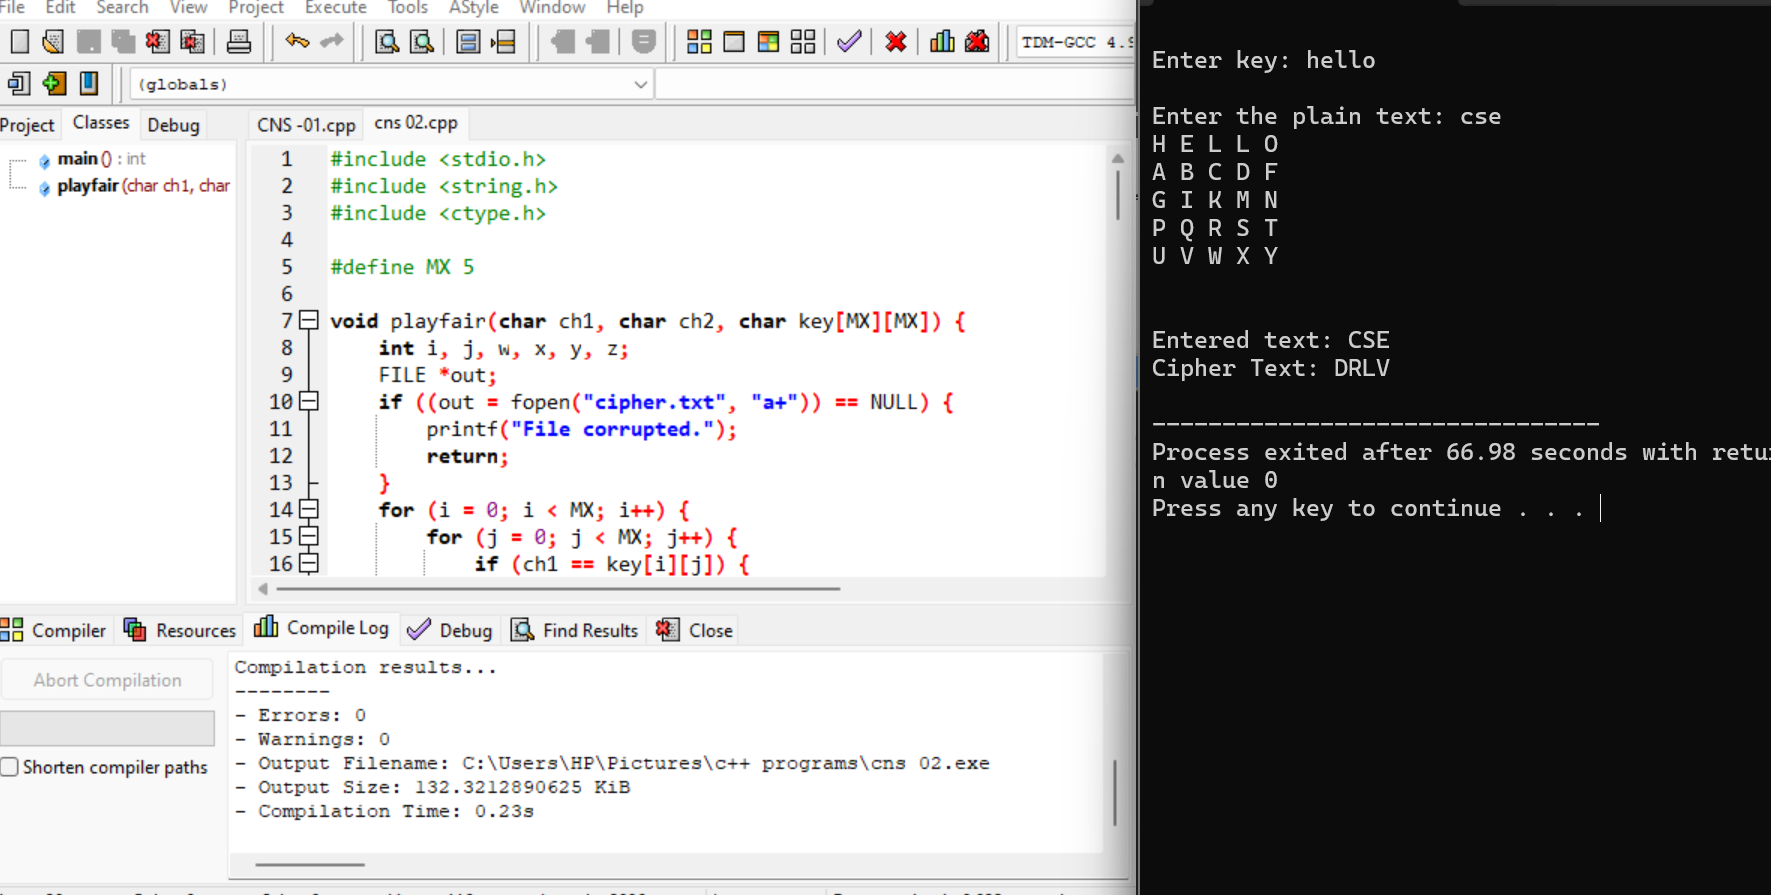 File Edit Search View Project Execute Tools AStyle Window Help
TDM-GCC 4.9
(globals)
Project Classes Debug
CNS -01.cpp cns 02.cpp
main () : int
playfair (char ch1, char
1 #include <stdio.h>
2 #include <string.h>
3 #include <ctype.h>
4
5 #define MX 5
6
7 void playfair(char ch1, char ch2, char key[MX][MX]) {
8 int i, j, w, x, y, z;
9 FILE *out;
10 if ((out = fopen("cipher.txt", "a+")) == NULL) {
11 printf("File corrupted.");
12 return;
13 }
14 for (i = 0; i < MX; i++) {
15 for (j = 0; j < MX; j++) {
16 if (ch1 == key[i][j]) {
Compiler Resources Compile Log Debug Find Results Close
Abort Compilation
Shorten compiler paths
Compilation results...
--------
- Errors: 0
- Warnings: 0
- Output Filename: C:\Users\HP\Pictures\c++ programs\cns 02.exe
- Output Size: 132.3212890625 KiB
- Compilation Time: 0.23s
Enter key: hello
Enter the plain text: cse
H E L L O
A B C D F
G I K M N
P Q R S T
U V W X Y
Entered text: CSE
Cipher Text: DRLV
--------------------------------
Process exited after 66.98 seconds with retu
n value 0
Press any key to continue . . .